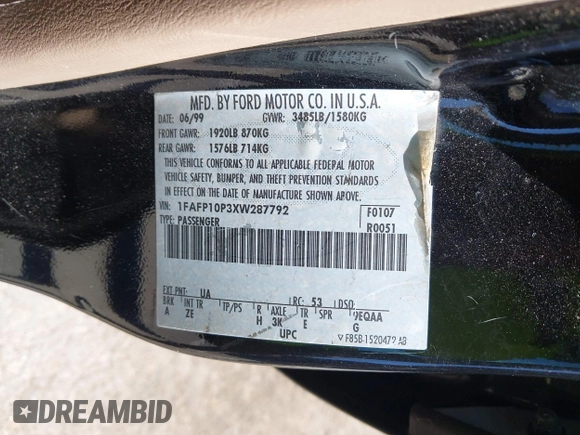 MFD. BY FORD MOTOR CO. IN U.S.A.
DATE: 06/99 GVWR: 3485LB/1580KG
FRONT GAWR: 1920LB 870KG
REAR GAWR: 1576LB 714KG
THIS VEHICLE CONFORMS TO ALL APPLICABLE FEDERAL MOTOR
VEHICLE SAFETY, BUMPER, AND THEFT PREVENTION STANDARDS
IN EFFECT ON THE DATE OF MANUFACTURE SHOWN ABOVE.
VIN: 1FAFP10P3XW287792
TYPE: PASSENGER
F0107
R0051
EXT PNT: UA RC: 53 DSO:
BRK INT TR TP/PS R AXLE TR SPR
A ZE H 3K E G
UPC
F85B-1520472-AB
DREAMBID